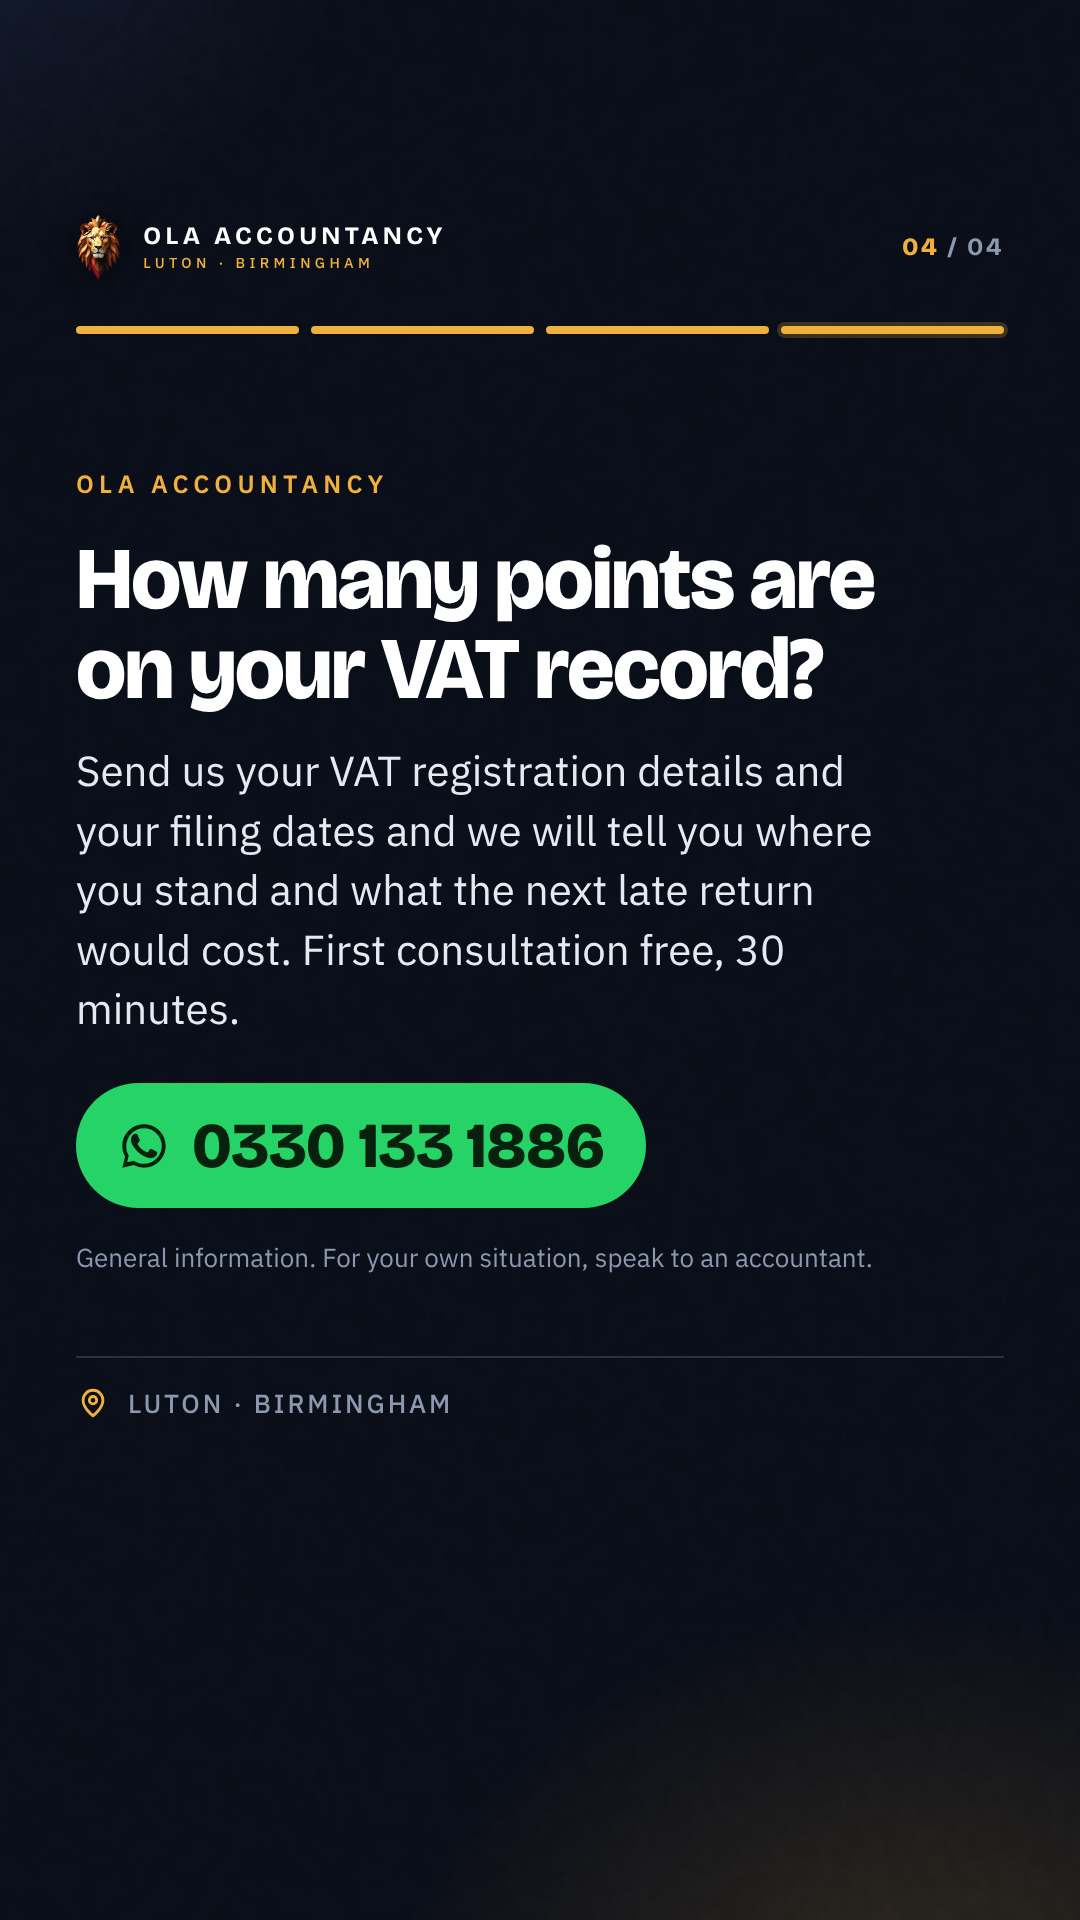 OLA ACCOUNTANCY
LUTON · BIRMINGHAM
04 / 04
OLA ACCOUNTANCY
How many points are
on your VAT record?
Send us your VAT registration details and
your filing dates and we will tell you where
you stand and what the next late return
would cost. First consultation free, 30
minutes.
0330 133 1886
General information. For your own situation, speak to an accountant.
LUTON · BIRMINGHAM